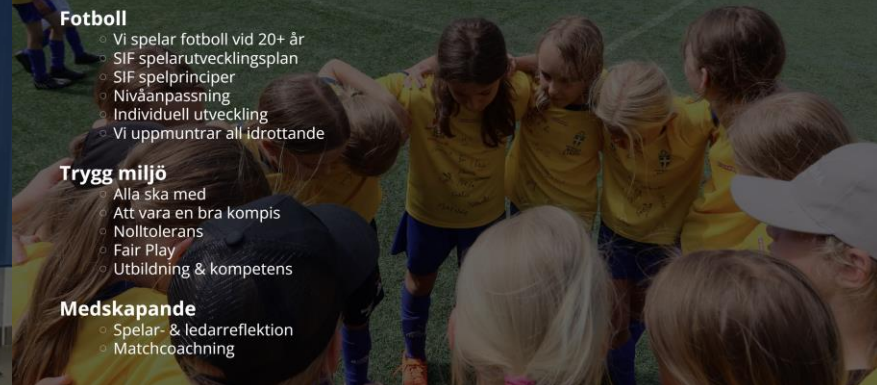 Fotboll
Vi spelar fotboll vid 20+ år
SIF spelarutvecklingsplan
SIF spelprinciper
Nivåanpassning
Individuell utveckling
Vi uppmuntrar all idrottande
Trygg miljö
Alla ska med
Att vara en bra kompis
Nolltolerans
Fair Play
Utbildning & kompetens
Medskapande
Spelar- & ledarreflektion
Matchcoachning